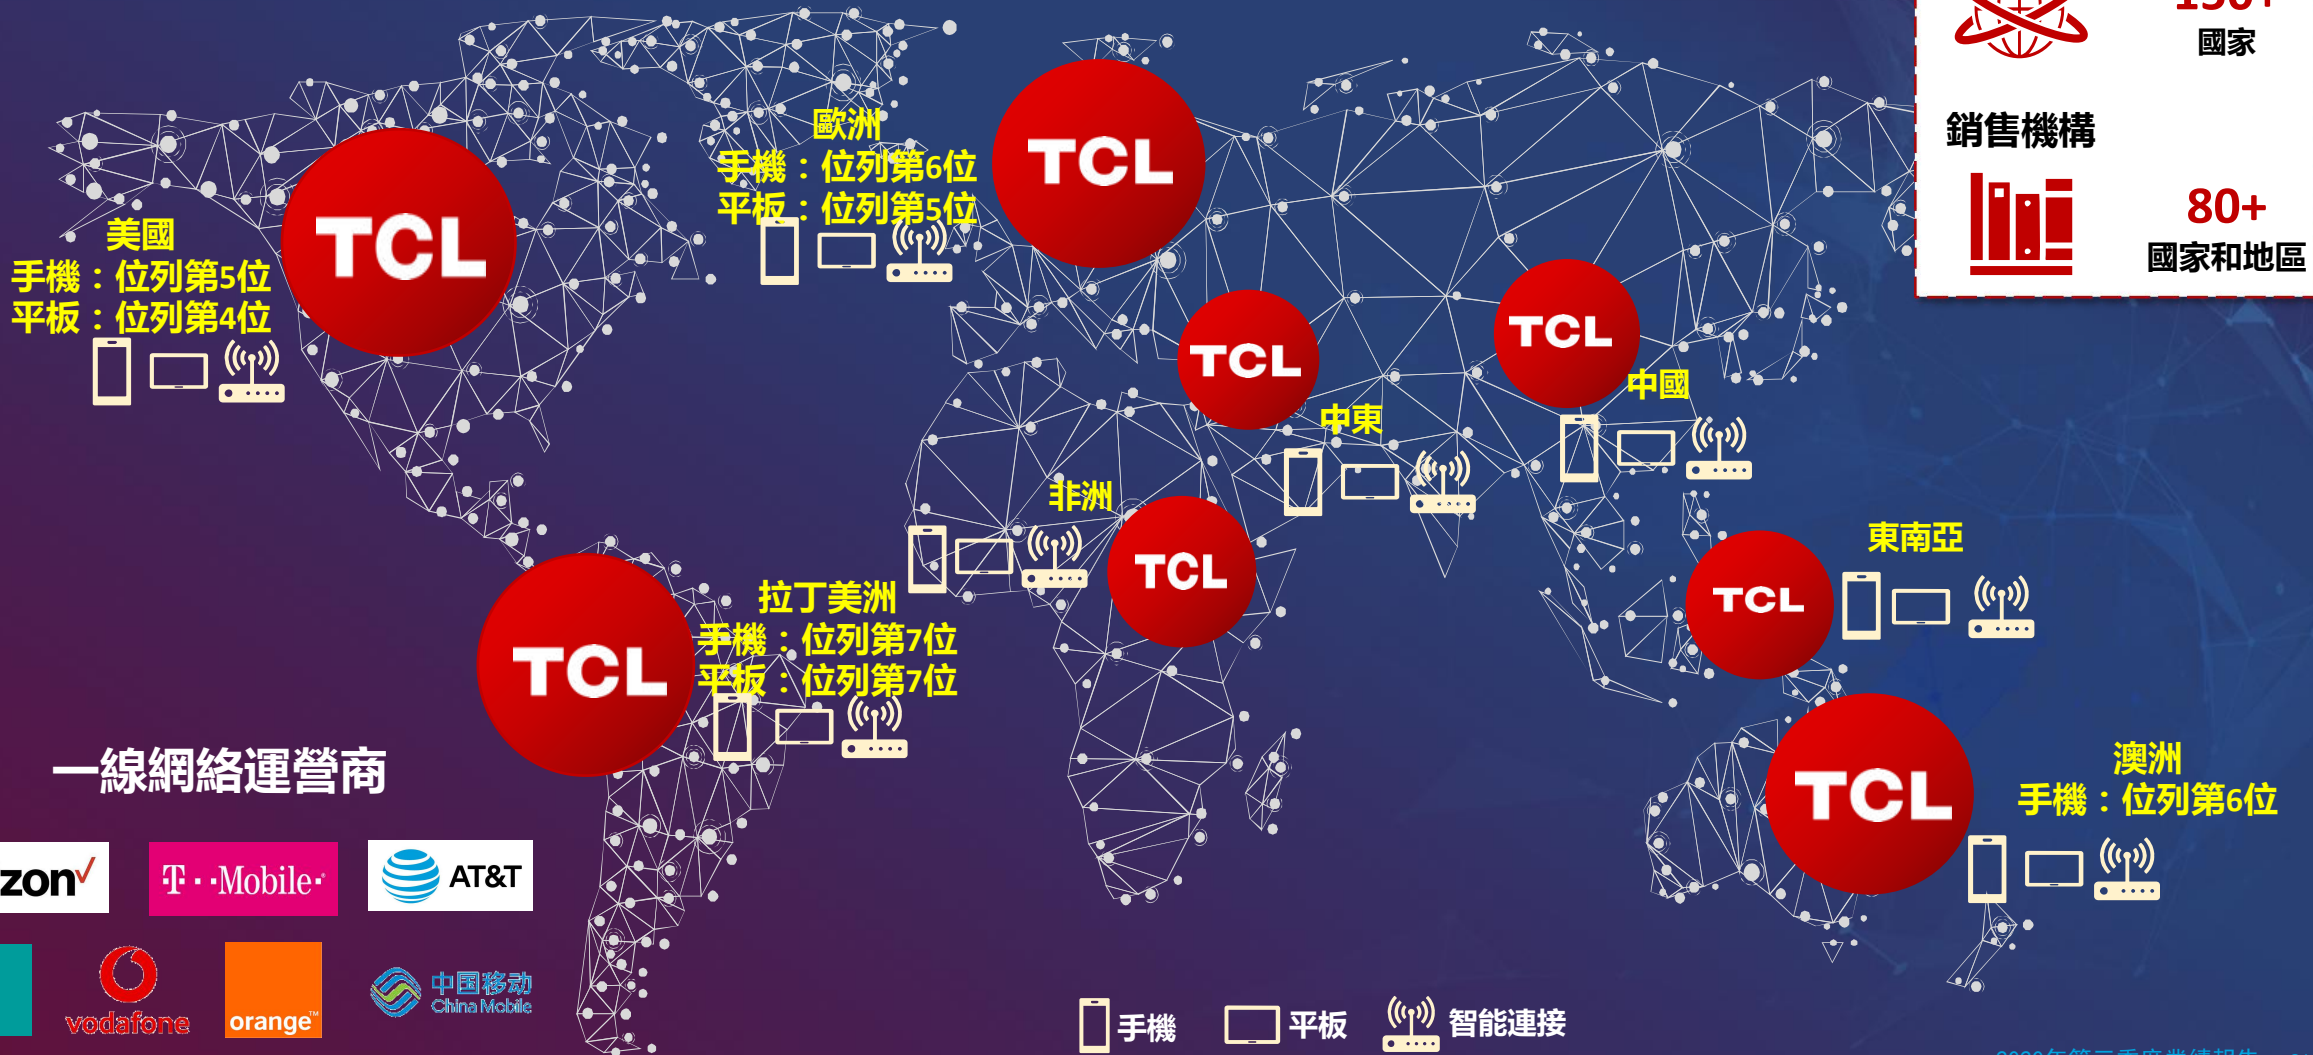 國家
銷售機構
80+
國家和地區
歐洲
手機：位列第6位
平板：位列第5位
TCL
美國
手機：位列第5位
平板：位列第4位
TCL
TCL
中東
TCL
中國
非洲
TCL
東南亞
TCL
拉丁美洲
手機：位列第7位
平板：位列第7位
TCL
澳洲
手機：位列第6位
TCL
一線網絡運營商
T··Mobile·
AT&T
vodafone
orange™
中国移动
China Mobile
手機
平板
智能連接